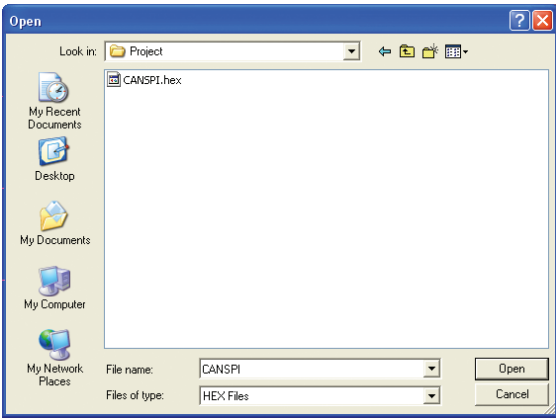 Open
Look in:
Project
CANSPI.hex
My Recent
Documents
Desktop
My Documents
My Computer
My Network
Places
File name:
CANSPI
Open
Files of type:
HEX Files
Cancel